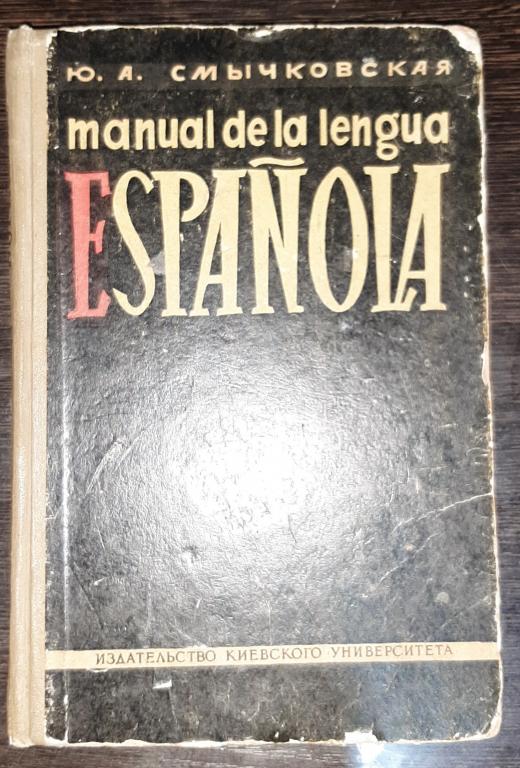 Ю. А. СМЫЧКОВСКАЯ
manual de la lengua
ESPAÑOLA
ИЗДАТЕЛЬСТВО КИЕВСКОГО УНИВЕРСИТЕТА